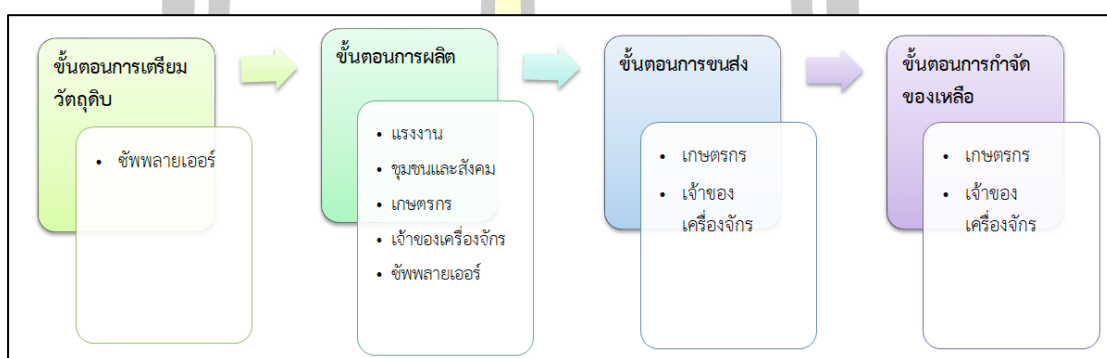 ขั้นตอนการเตรียม
วัตถุดิบ
• ซัพพลายเออร์
ขั้นตอนการผลิต
• แรงงาน
• ชุมชนและสังคม
• เกษตรกร
• เจ้าของเครื่องจักร
• ซัพพลายเออร์
ขั้นตอนการขนส่ง
• เกษตรกร
• เจ้าของ
เครื่องจักร
ขั้นตอนการกำจัด
ของเหลือ
• เกษตรกร
• เจ้าของ
เครื่องจักร